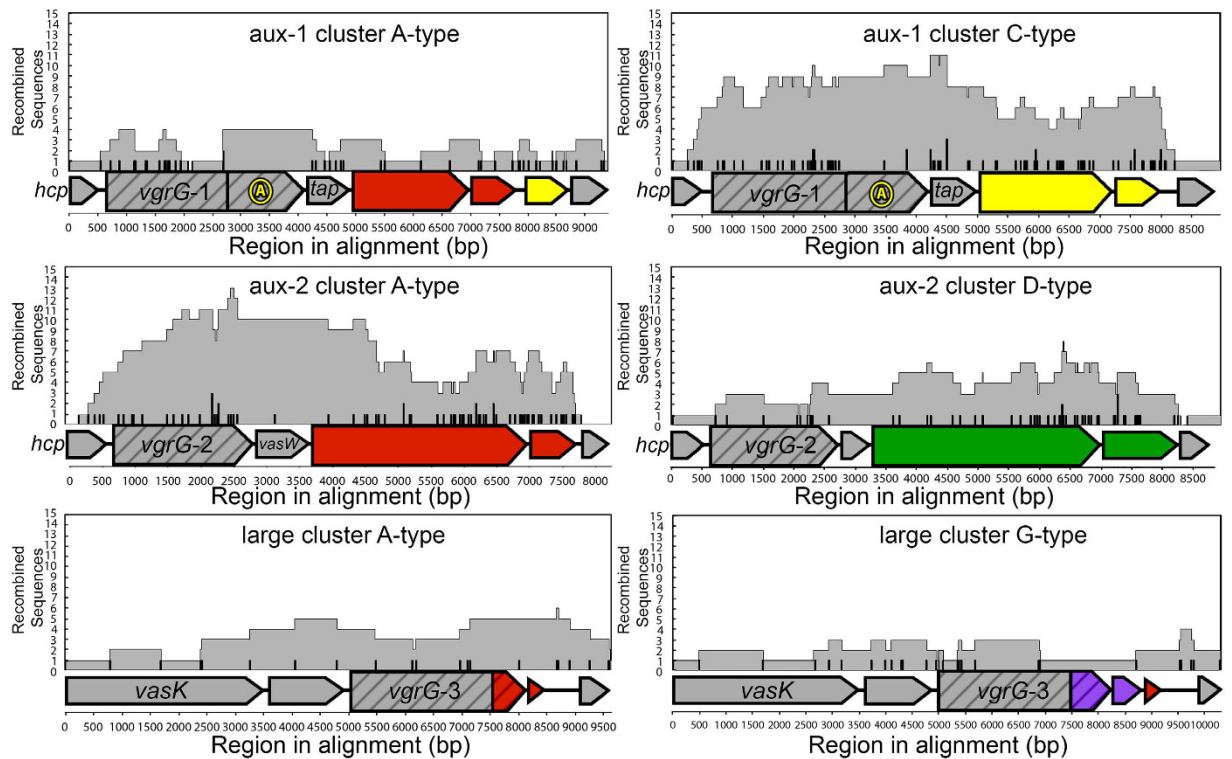 aux-1 cluster A-type
Recombined
Sequences
15
14
13
12
11
10
9
8
7
6
5
4
3
2
1
hcp
vgrG-1
A
tap
0 500 1000 1500 2000 2500 3000 3500 4000 4500 5000 5500 6000 6500 7000 7500 8000 8500 9000
Region in alignment (bp)
aux-1 cluster C-type
Recombined
Sequences
15
14
13
12
11
10
9
8
7
6
5
4
3
2
1
hcp
vgrG-1
A
tap
0 500 1000 1500 2000 2500 3000 3500 4000 4500 5000 5500 6000 6500 7000 7500 8000 8500
Region in alignment (bp)
aux-2 cluster A-type
Recombined
Sequences
15
14
13
12
11
10
9
8
7
6
5
4
3
2
1
hcp
vgrG-2
vasW
0 500 1000 1500 2000 2500 3000 3500 4000 4500 5000 5500 6000 6500 7000 7500 8000
Region in alignment (bp)
aux-2 cluster D-type
Recombined
Sequences
15
14
13
12
11
10
9
8
7
6
5
4
3
2
1
hcp
vgrG-2
0 500 1000 1500 2000 2500 3000 3500 4000 4500 5000 5500 6000 6500 7000 7500 8000 8500
Region in alignment (bp)
large cluster A-type
Recombined
Sequences
15
14
13
12
11
10
9
8
7
6
5
4
3
2
1
vasK
vgrG-3
0 500 1000 1500 2000 2500 3000 3500 4000 4500 5000 5500 6000 6500 7000 7500 8000 8500 9000 9500
Region in alignment (bp)
large cluster G-type
Recombined
Sequences
15
14
13
12
11
10
9
8
7
6
5
4
3
2
1
vasK
vgrG-3
0 500 1000 1500 2000 2500 3000 3500 4000 4500 5000 5500 6000 6500 7000 7500 8000 8500 9000 9500 10000
Region in alignment (bp)